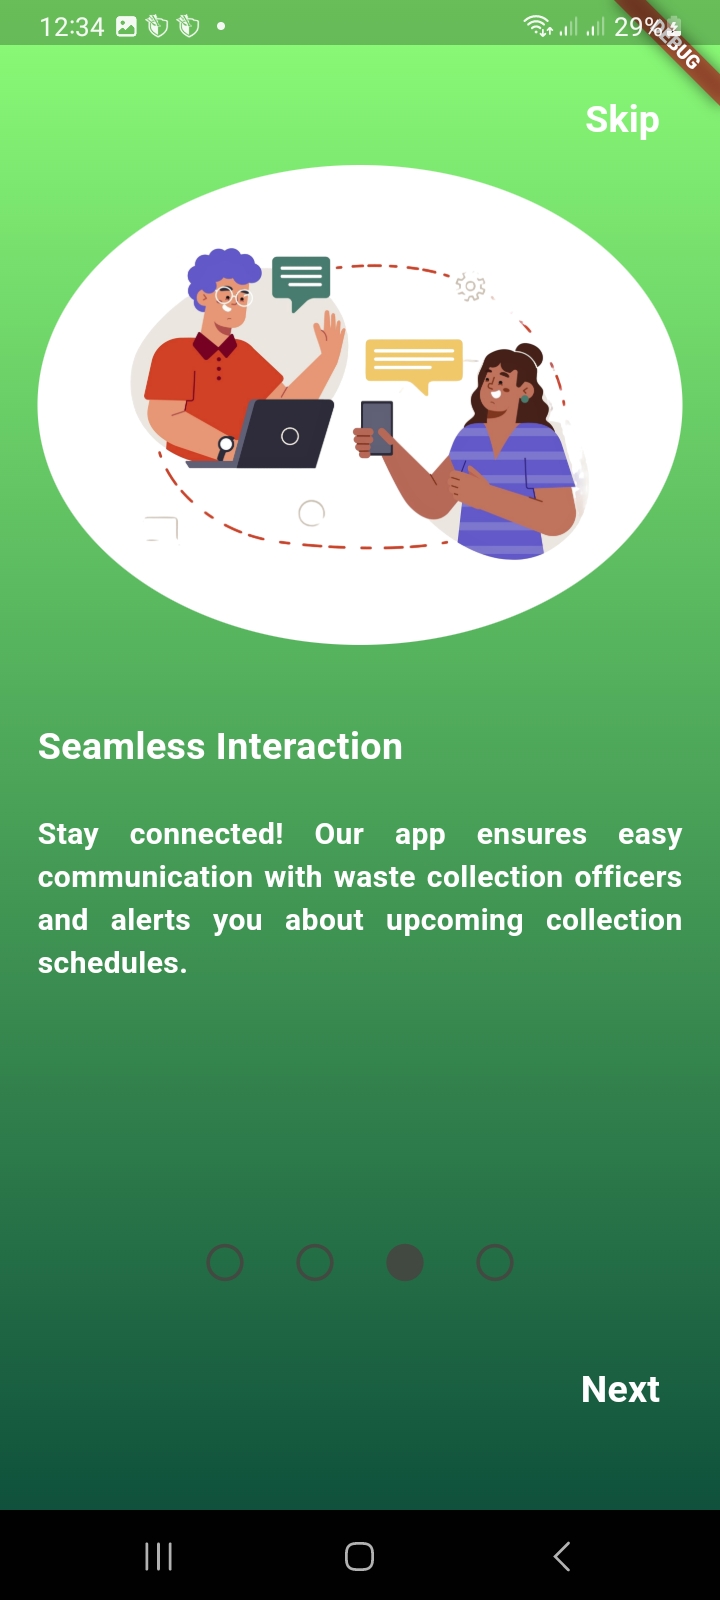 12:34
29%
DEBUG
Skip
Seamless Interaction
Stay connected! Our app ensures easy
communication with waste collection officers
and alerts you about upcoming collection
schedules.
Next